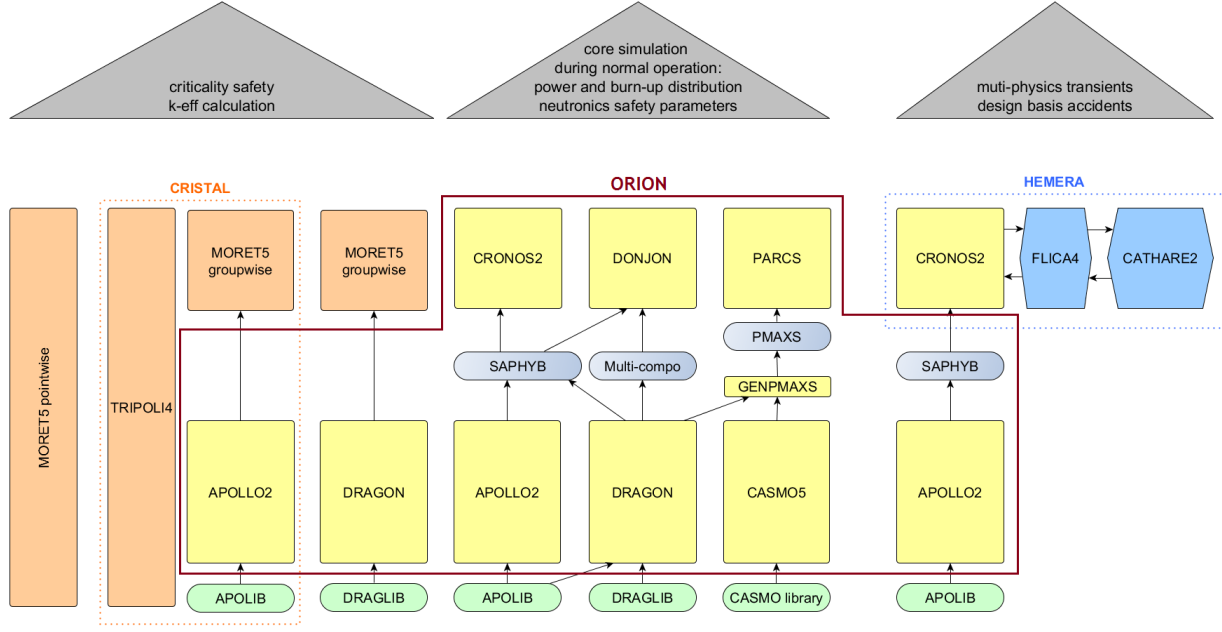 criticality safety
k-eff calculation
core simulation
during normal operation:
power and burn-up distribution
neutronics safety parameters
muti-physics transients
design basis accidents
CRISTAL
ORION
HEMERA
MORET5 pointwise
TRIPOLI4
MORET5
groupwise
MORET5
groupwise
CRONOS2
DONJON
PARCS
CRONOS2
FLICA4
CATHARE2
PMAXS
SAPHYB
Multi-compo
SAPHYB
GENPMAXS
APOLLO2
DRAGON
APOLLO2
DRAGON
CASMO5
APOLLO2
APOLIB
DRAGLIB
APOLIB
DRAGLIB
CASMO library
APOLIB